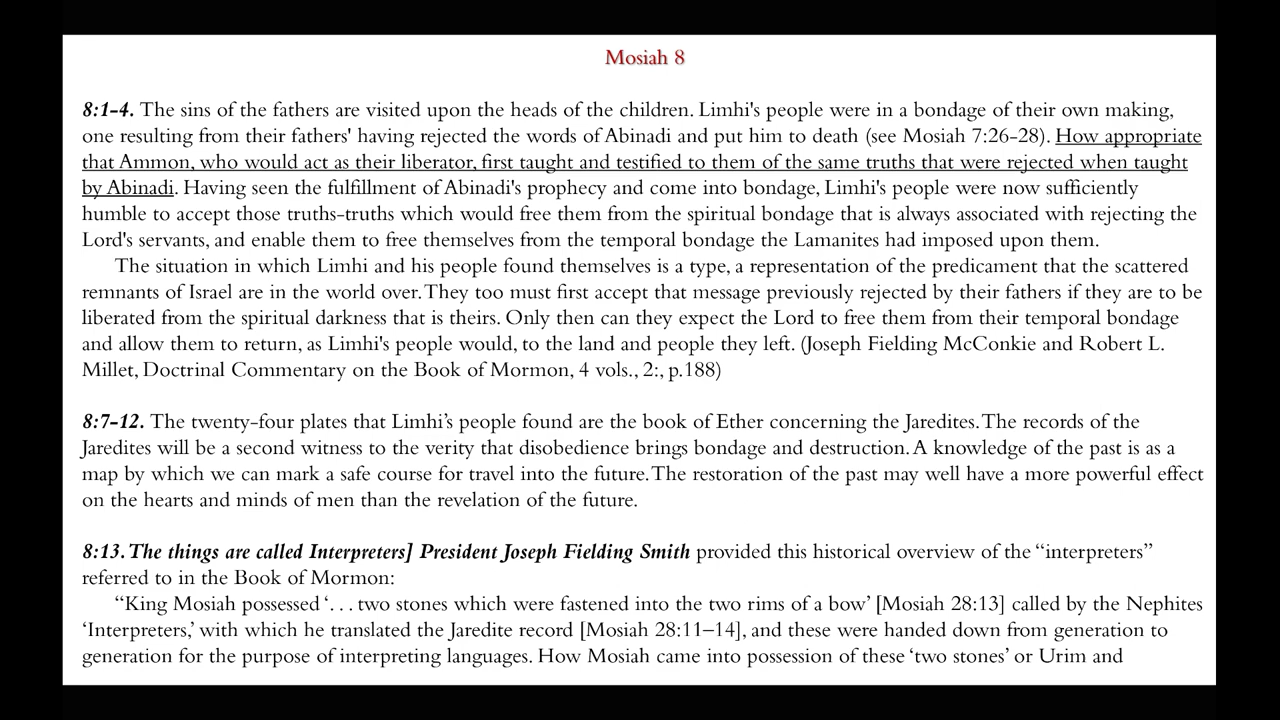 Mosiah 8
8:1-4. The sins of the fathers are visited upon the heads of the children. Limhi's people were in a bondage of their own making,
one resulting from their fathers' having rejected the words of Abinadi and put him to death (see Mosiah 7:26-28). How appropriate
that Ammon, who would act as their liberator, first taught and testified to them of the same truths that were rejected when taught
by Abinadi. Having seen the fulfillment of Abinadi's prophecy and come into bondage, Limhi's people were now sufficiently
humble to accept those truths-truths which would free them from the spiritual bondage that is always associated with rejecting the
Lord's servants, and enable them to free themselves from the temporal bondage the Lamanites had imposed upon them.
The situation in which Limhi and his people found themselves is a type, a representation of the predicament that the scattered
remnants of Israel are in the world over. They too must first accept that message previously rejected by their fathers if they are to be
liberated from the spiritual darkness that is theirs. Only then can they expect the Lord to free them from their temporal bondage
and allow them to return, as Limhi's people would, to the land and people they left. (Joseph Fielding McConkie and Robert L.
Millet, Doctrinal Commentary on the Book of Mormon, 4 vols., 2:, p.188)
8:7-12. The twenty-four plates that Limhi’s people found are the book of Ether concerning the Jaredites. The records of the
Jaredites will be a second witness to the verity that disobedience brings bondage and destruction. A knowledge of the past is as a
map by which we can mark a safe course for travel into the future. The restoration of the past may well have a more powerful effect
on the hearts and minds of men than the revelation of the future.
8:13. The things are called Interpreters] President Joseph Fielding Smith provided this historical overview of the “interpreters”
referred to in the Book of Mormon:
“King Mosiah possessed ‘. . . two stones which were fastened into the two rims of a bow’ [Mosiah 28:13] called by the Nephites
‘Interpreters,’ with which he translated the Jaredite record [Mosiah 28:11–14], and these were handed down from generation to
generation for the purpose of interpreting languages. How Mosiah came into possession of these ‘two stones’ or Urim and